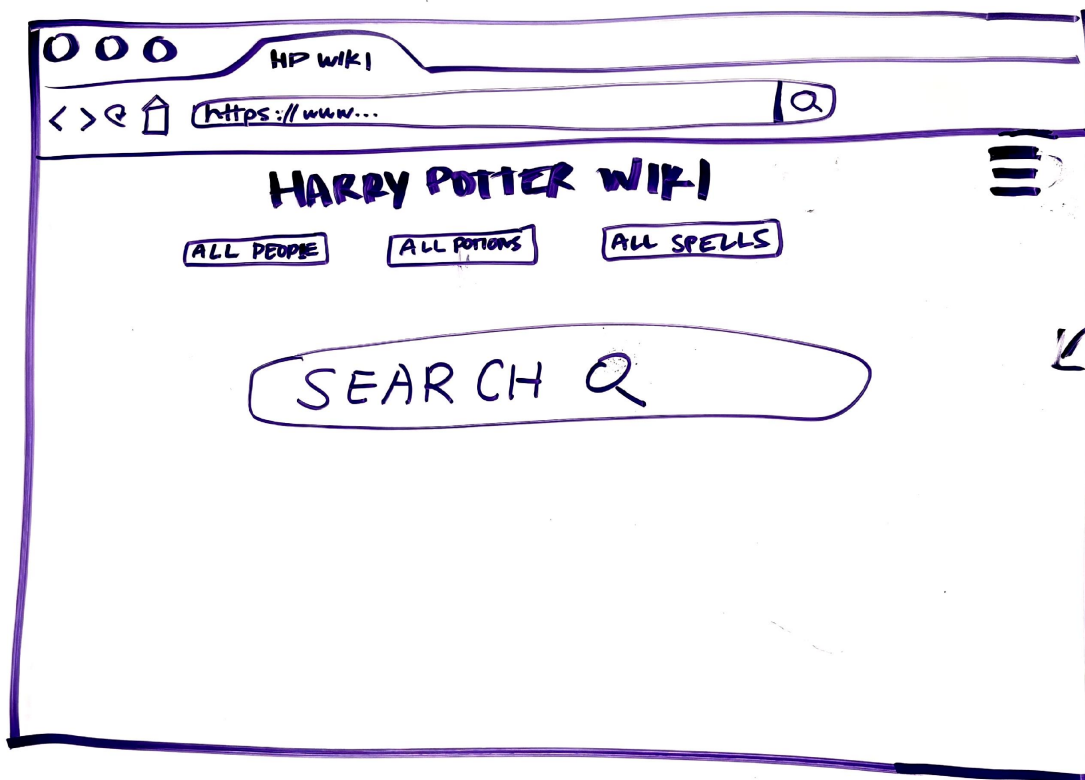 HP WIKI
https://www...
HARRY POTTER WIKI
ALL PEOPLE
ALL POTIONS
ALL SPELLS
SEARCH